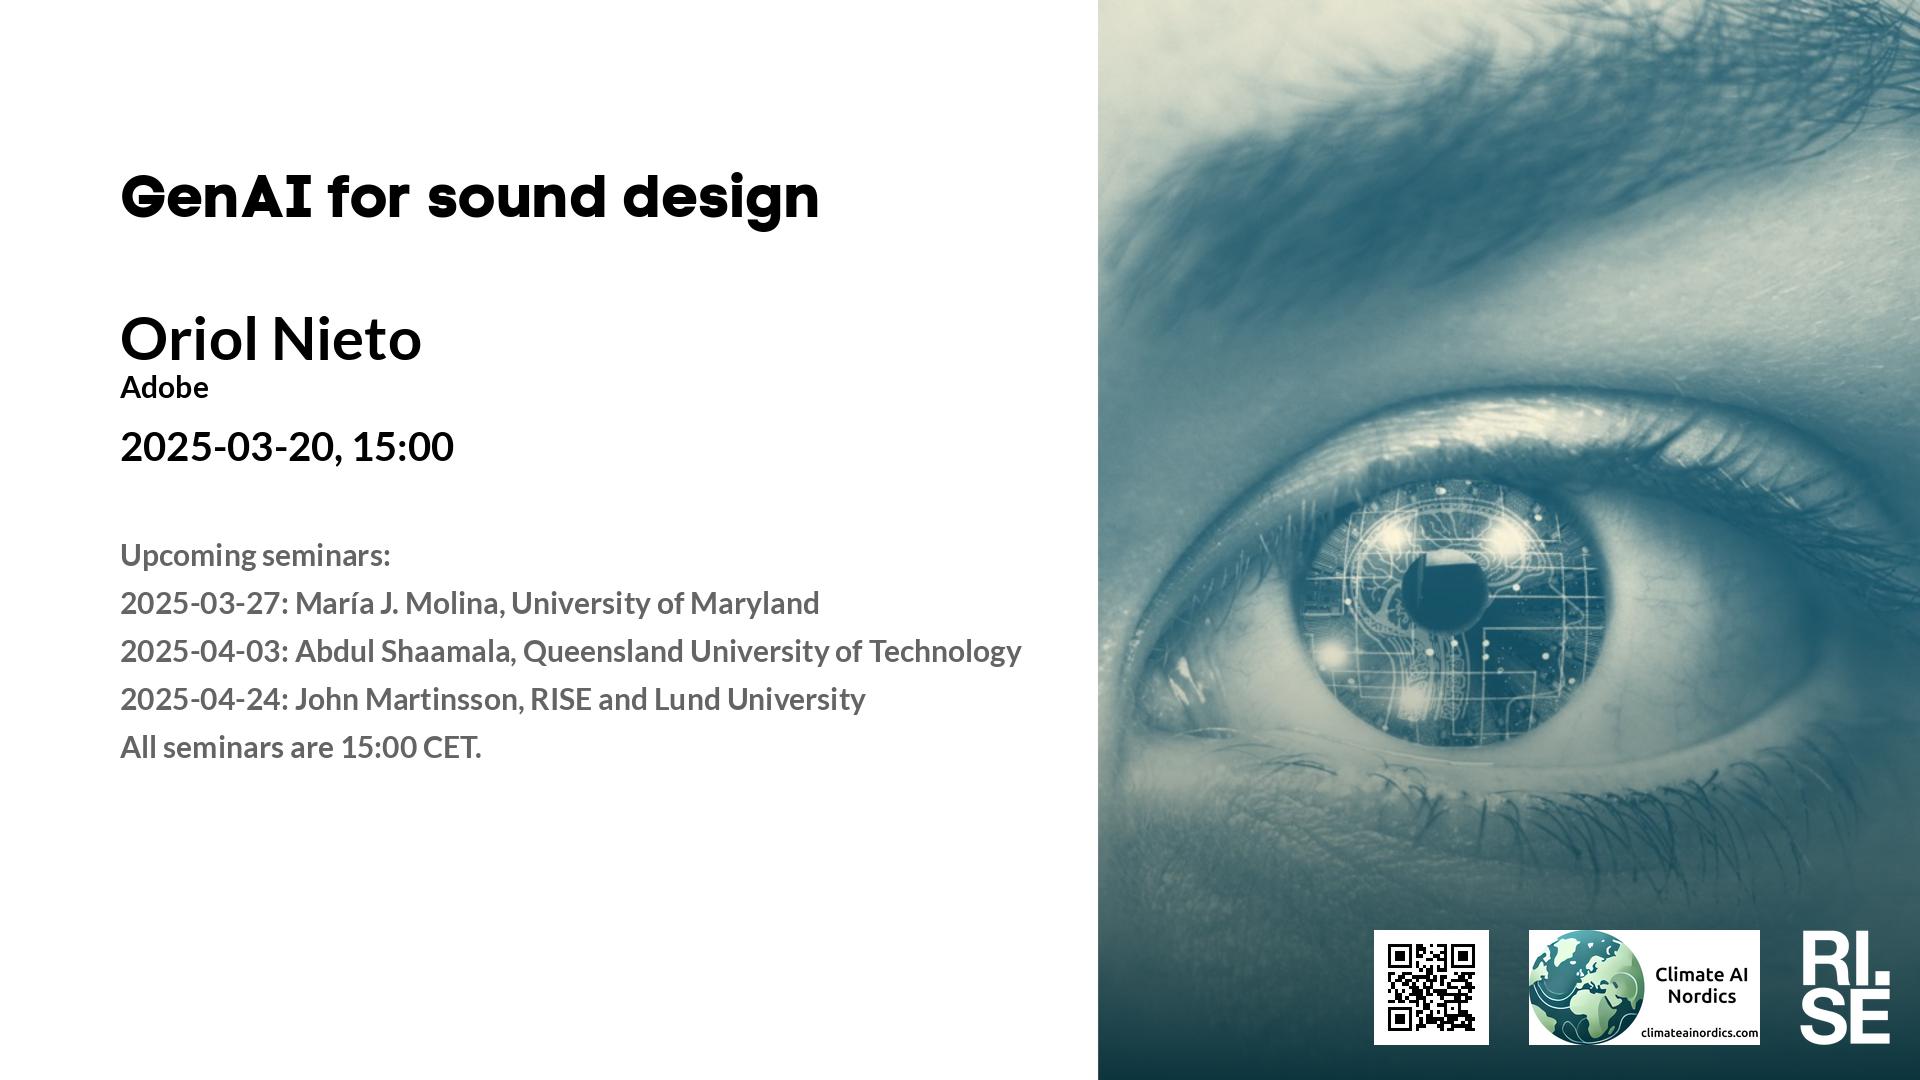 GenAI for sound design
Oriol Nieto
Adobe
2025-03-20, 15:00
Upcoming seminars:
2025-03-27: María J. Molina, University of Maryland
2025-04-03: Abdul Shaamala, Queensland University of Technology
2025-04-24: John Martinsson, RISE and Lund University
All seminars are 15:00 CET.
Climate AI
Nordics
climateainordics.com
RI.
SE